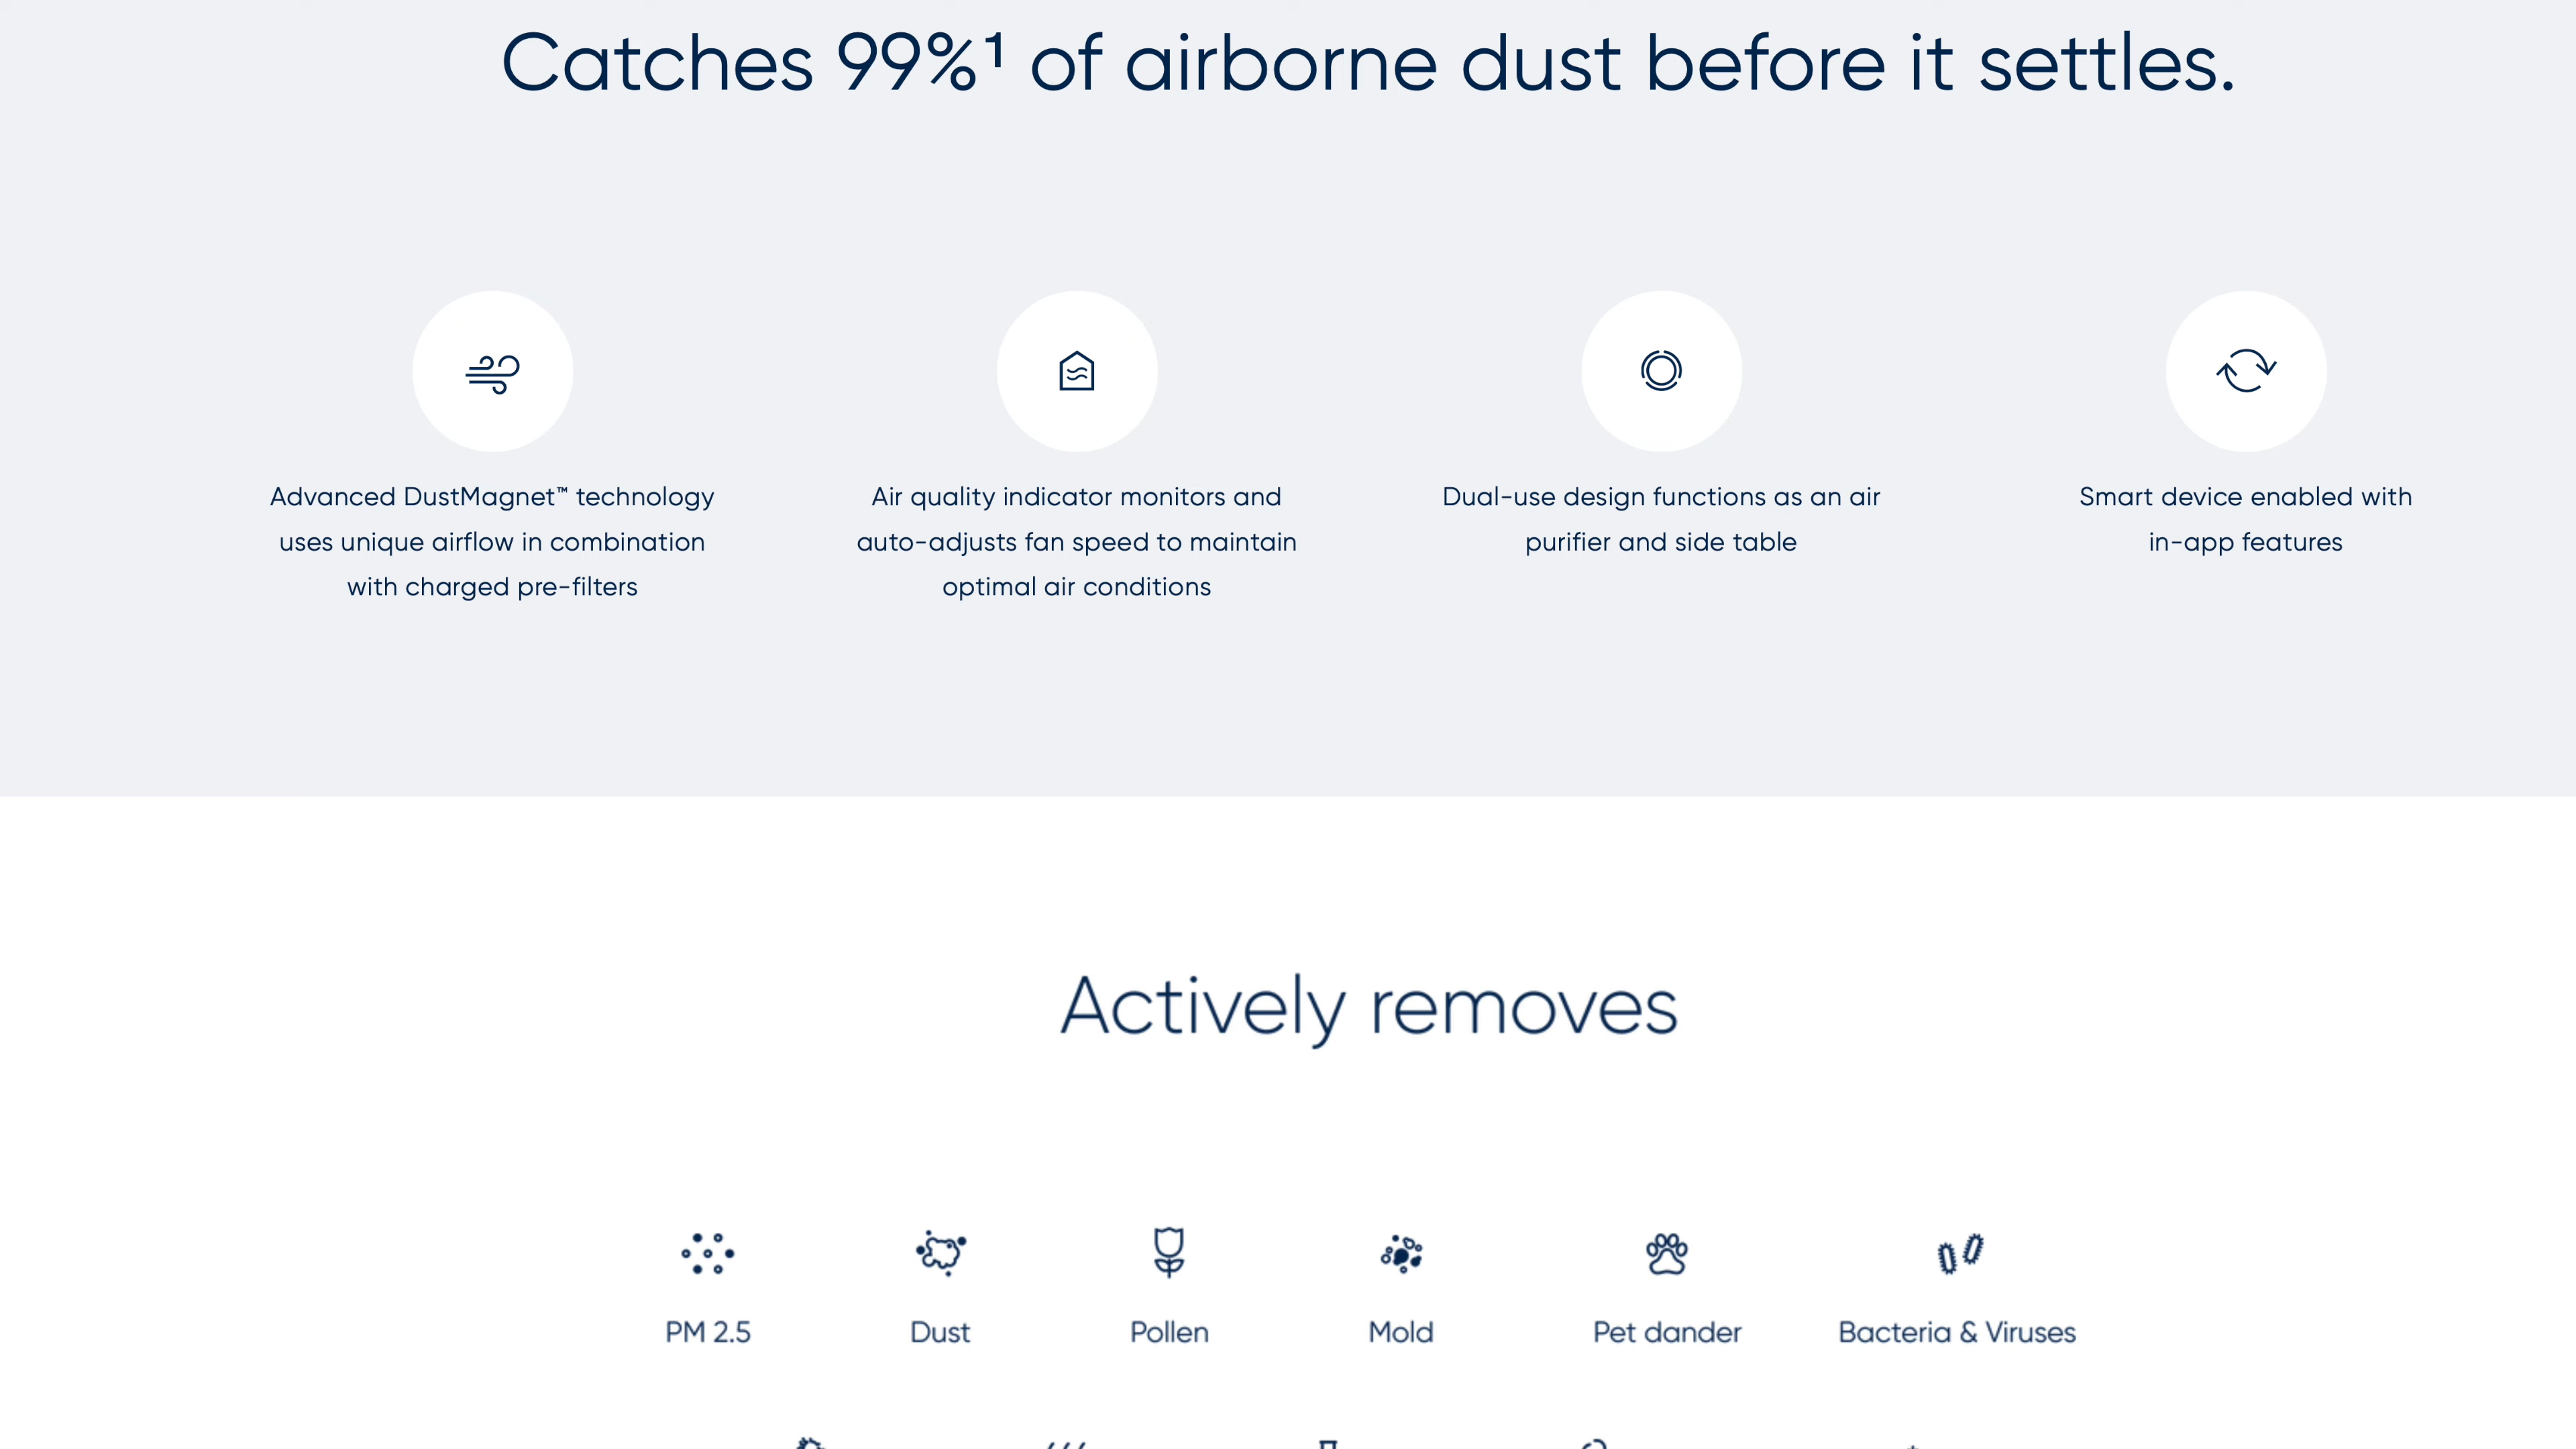 Catches 99%¹ of airborne dust before it settles.
Advanced DustMagnet™ technology
uses unique airflow in combination
with charged pre-filters
Air quality indicator monitors and
auto-adjusts fan speed to maintain
optimal air conditions
Dual-use design functions as an air
purifier and side table
Smart device enabled with
in-app features
Actively removes
PM 2.5
Dust
Pollen
Mold
Pet dander
Bacteria & Viruses